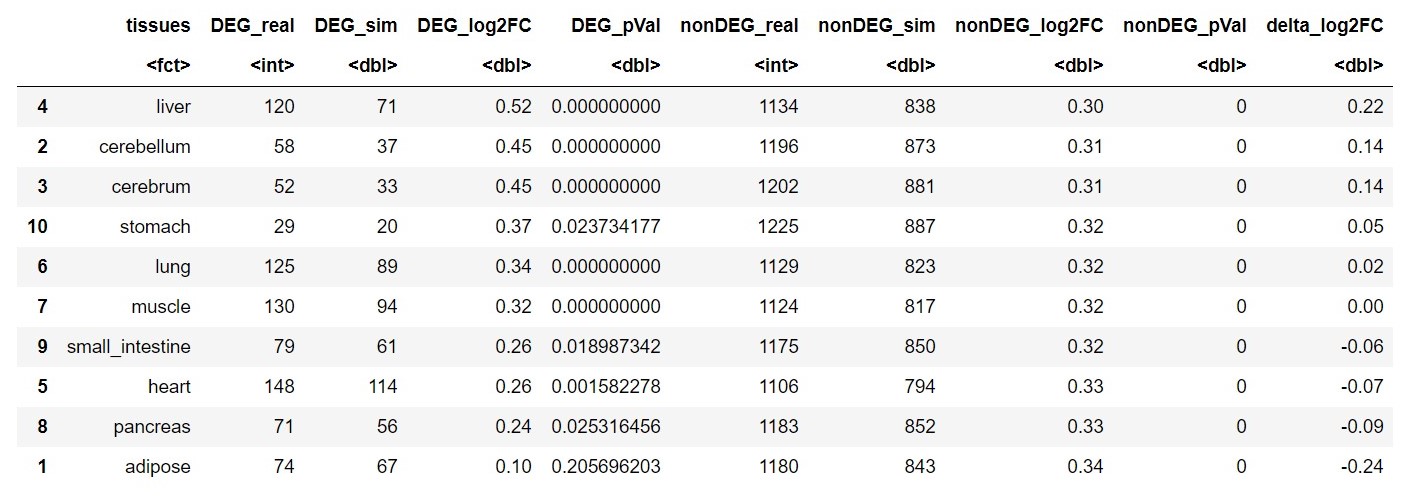 tissues DEG_real DEG_sim DEG_log2FC DEG_pVal nonDEG_real nonDEG_sim nonDEG_log2FC nonDEG_pVal delta_log2FC
<fct> <int> <dbl> <dbl> <dbl> <int> <dbl> <dbl> <dbl> <dbl>
4 liver 120 71 0.52 0.000000000 1134 838 0.30 0 0.22
2 cerebellum 58 37 0.45 0.000000000 1196 873 0.31 0 0.14
3 cerebrum 52 33 0.45 0.000000000 1202 881 0.31 0 0.14
10 stomach 29 20 0.37 0.023734177 1225 887 0.32 0 0.05
6 lung 125 89 0.34 0.000000000 1129 823 0.32 0 0.02
7 muscle 130 94 0.32 0.000000000 1124 817 0.32 0 0.00
9 small_intestine 79 61 0.26 0.018987342 1175 850 0.32 0 -0.06
5 heart 148 114 0.26 0.001582278 1106 794 0.33 0 -0.07
8 pancreas 71 56 0.24 0.025316456 1183 852 0.33 0 -0.09
1 adipose 74 67 0.10 0.205696203 1180 843 0.34 0 -0.24